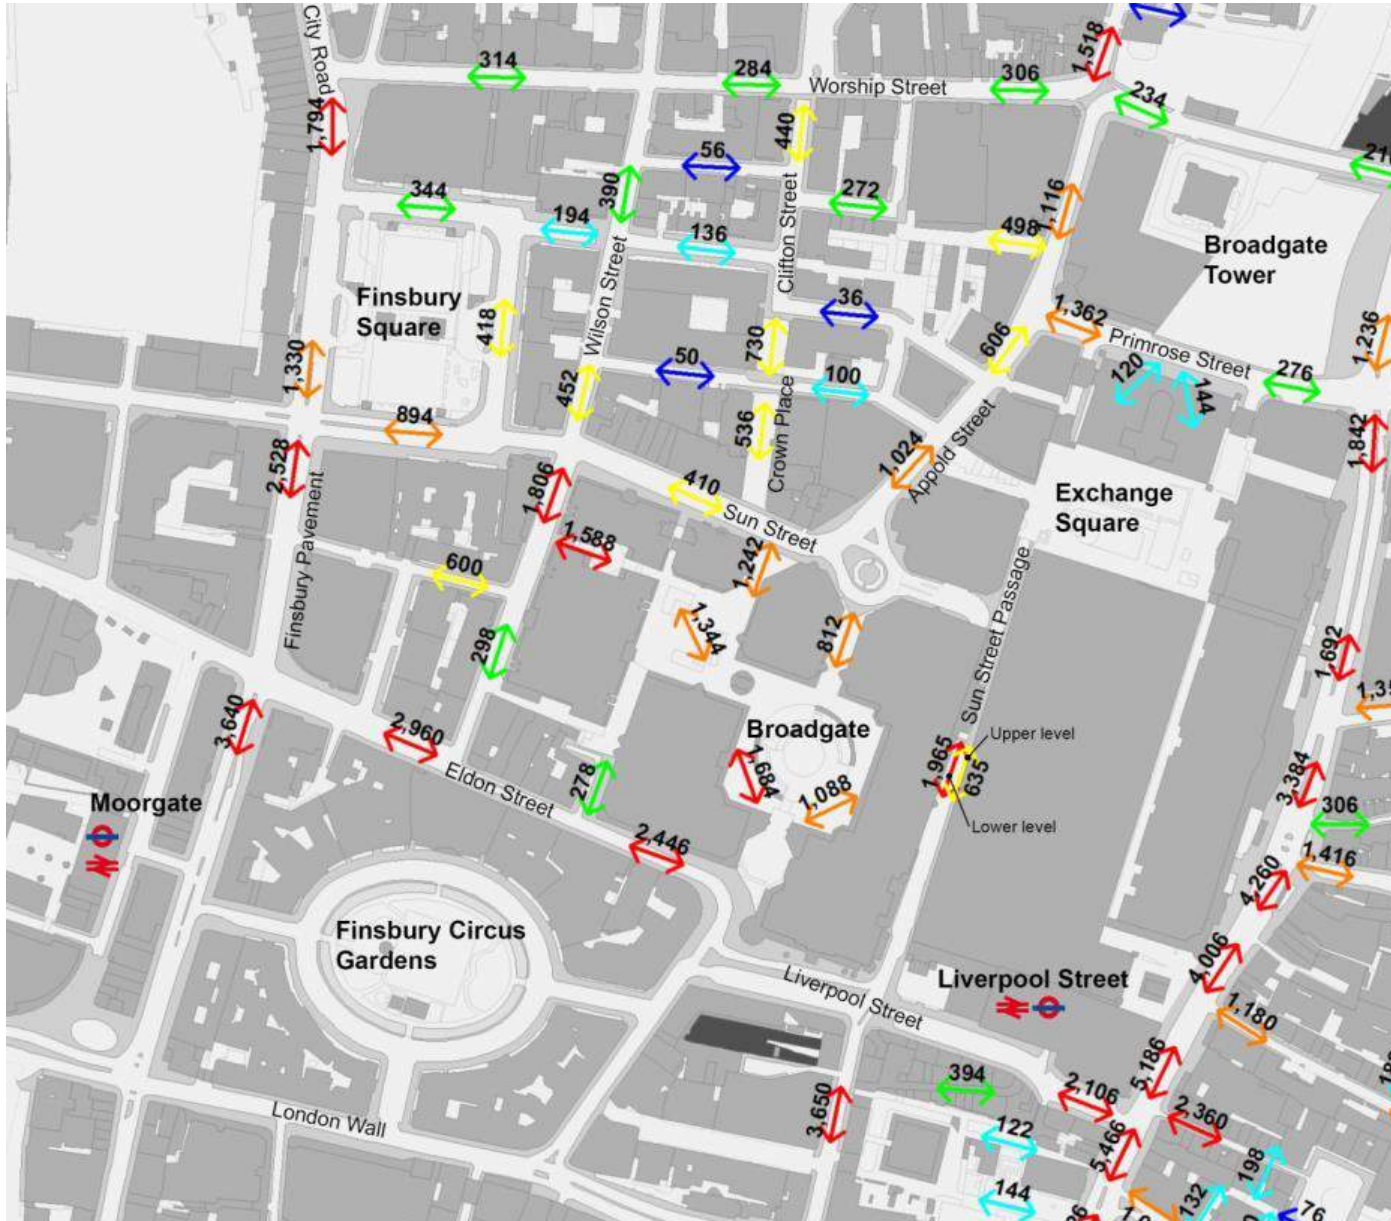 City Road
314
284
306
1,518
Worship Street
234
1,794
440
56
390
344
272
194
136
498
1,116
Clifton Street
Wilson Street
Broadgate
Tower
Finsbury
Square
418
36
730
606
1,362
Primrose Street
1,236
1,330
50
100
120
144
276
452
894
536
Crown Place
2,528
1,842
1,024
Appold Street
410
Sun Street
Exchange
Square
1,806
1,588
Finsbury Pavement
600
1,242
1,344
812
298
Sun Street Passage
1,692
3,640
2,960
Broadgate
Upper level
1,965
635
Lower level
1,684
1,088
Eldon Street
278
3,384
306
Moorgate
2,446
1,416
4,260
Finsbury Circus
Gardens
4,006
Liverpool Street
Liverpool Street
1,180
5,186
394
2,106
2,360
3,650
London Wall
122
5,466
198
144
132
76